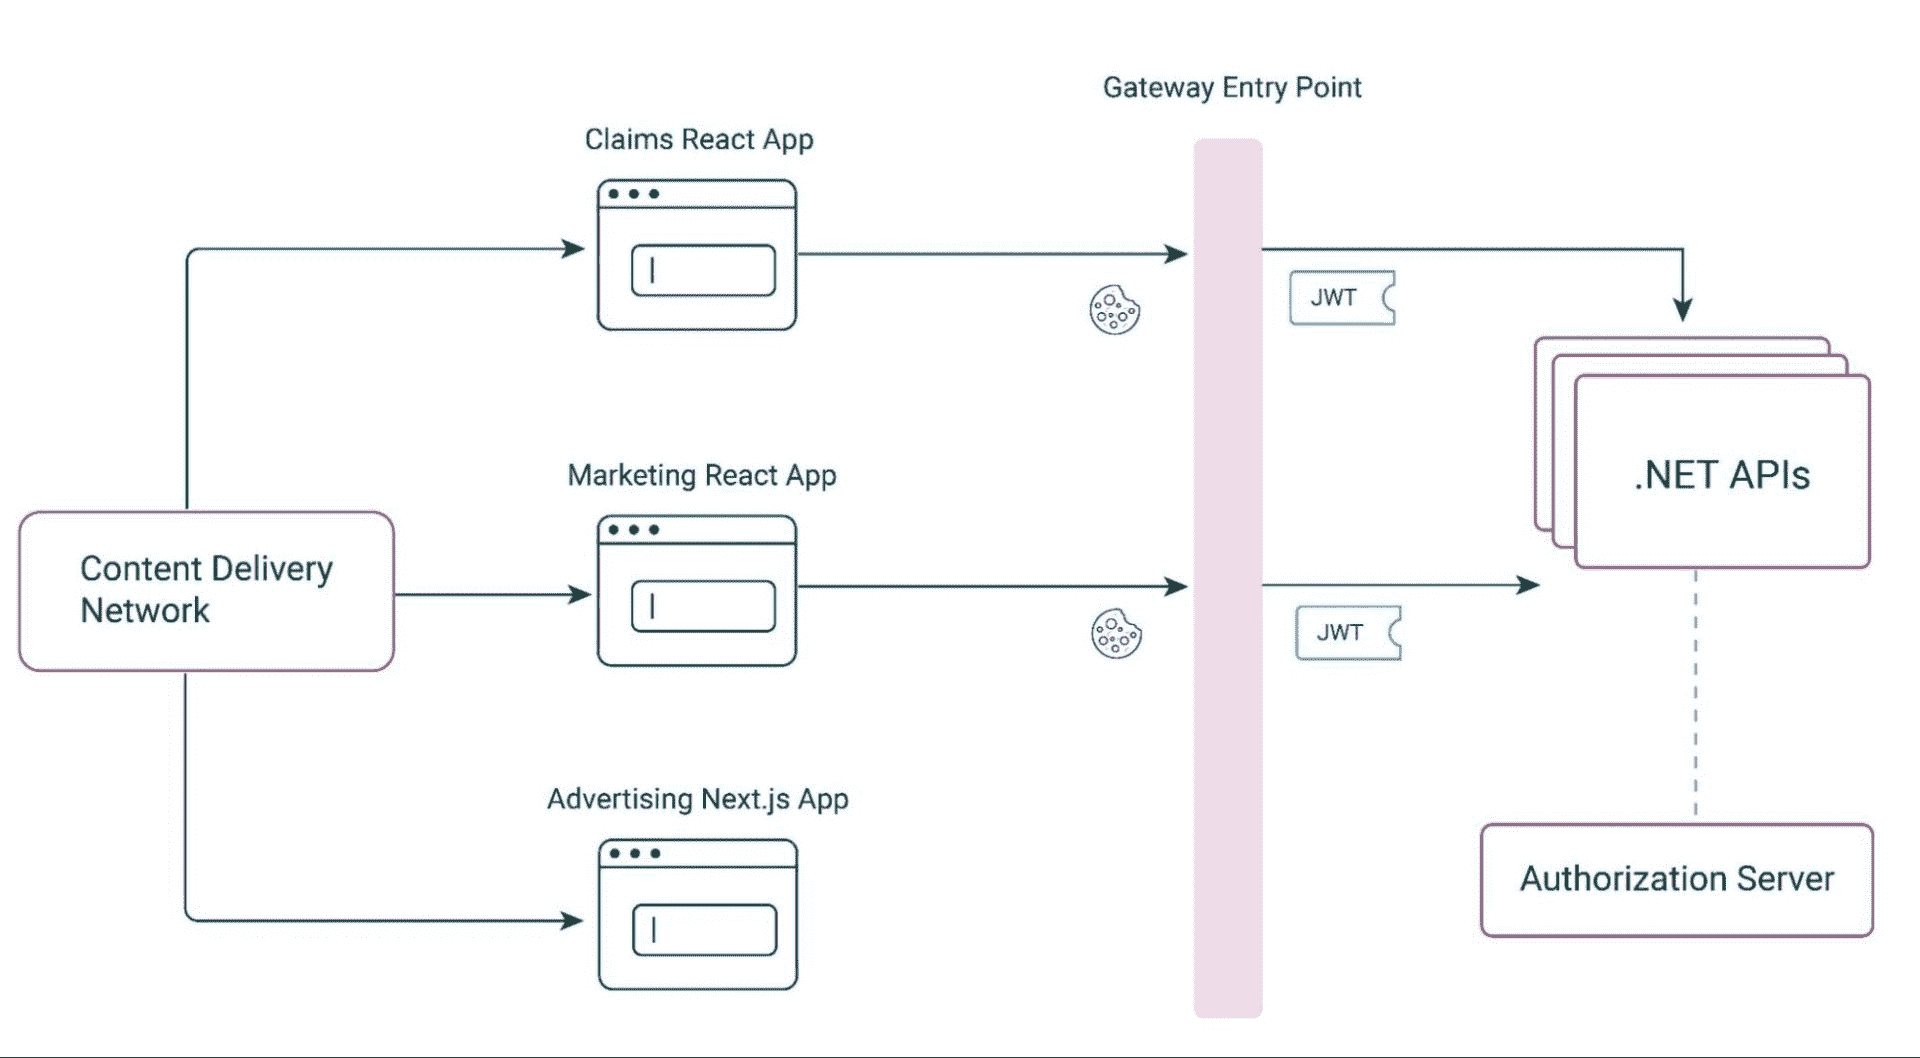 Gateway Entry Point
Claims React App
JWT
Marketing React App
.NET APIs
Content Delivery
Network
JWT
Advertising Next.js App
Authorization Server